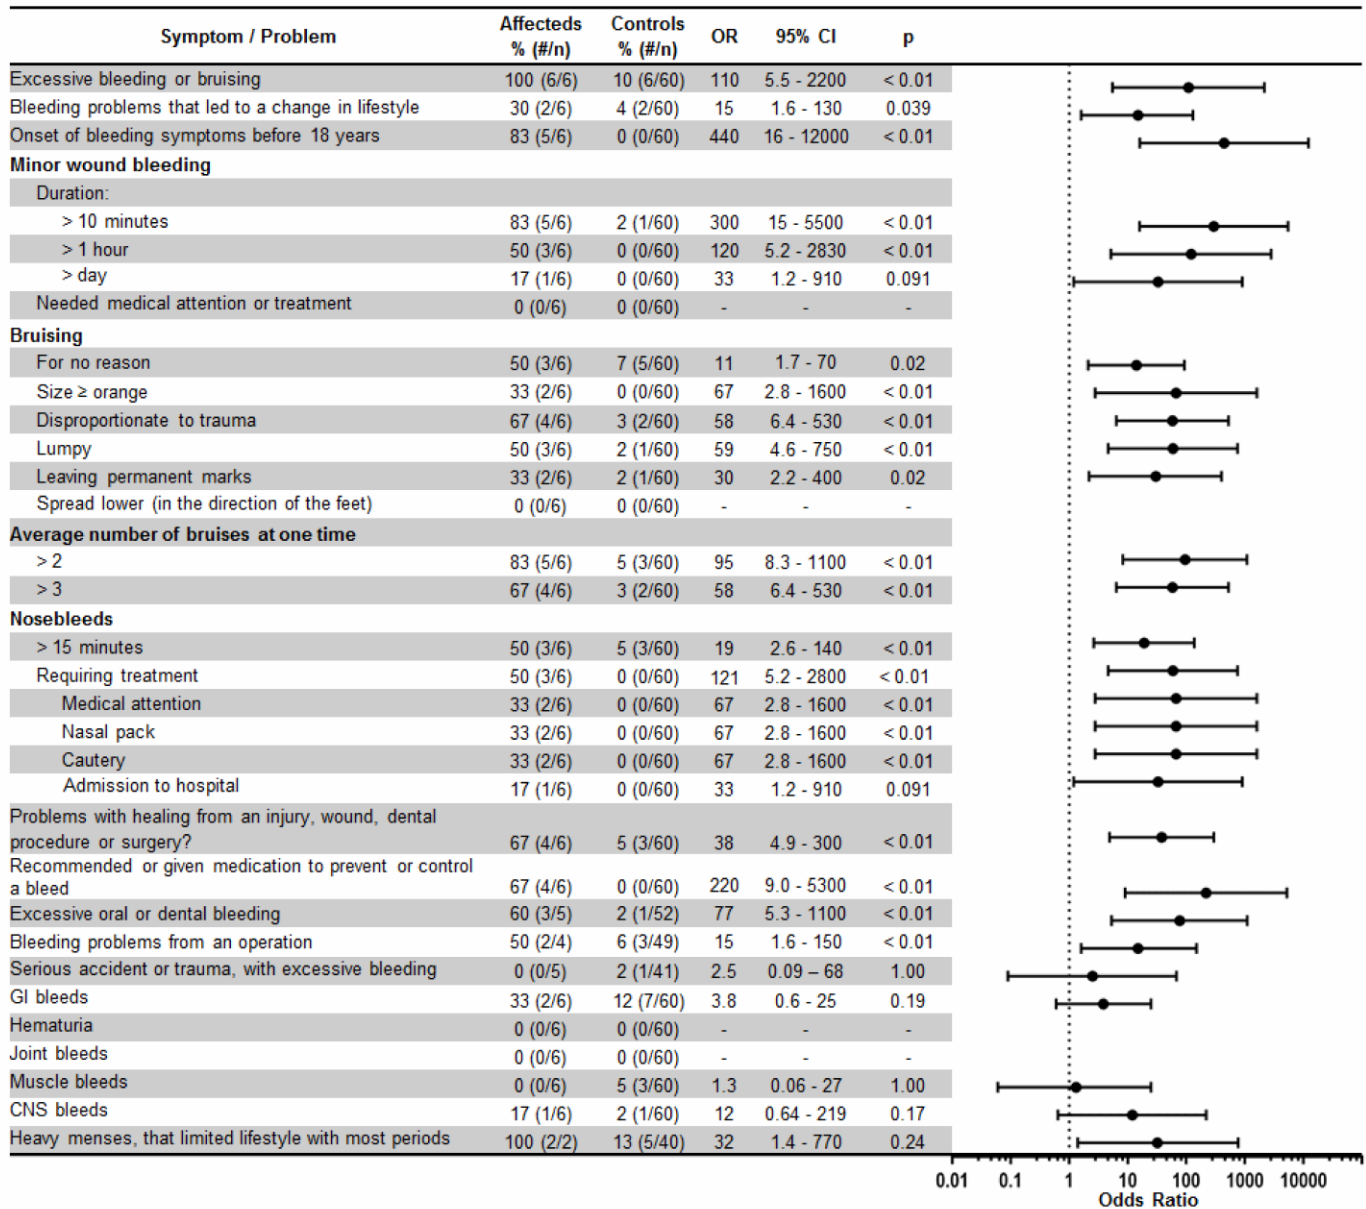 Symptom / Problem Affecteds % (#/n) Controls % (#/n) OR 95% CI p
Excessive bleeding or bruising 100 (6/6) 10 (6/60) 110 5.5 - 2200 < 0.01
Bleeding problems that led to a change in lifestyle 30 (2/6) 4 (2/60) 15 1.6 - 130 0.039
Onset of bleeding symptoms before 18 years 83 (5/6) 0 (0/60) 440 16 - 12000 < 0.01
Minor wound bleeding
Duration:
> 10 minutes 83 (5/6) 2 (1/60) 300 15 - 5500 < 0.01
> 1 hour 50 (3/6) 0 (0/60) 120 5.2 - 2830 < 0.01
> day 17 (1/6) 0 (0/60) 33 1.2 - 910 0.091
Needed medical attention or treatment 0 (0/6) 0 (0/60) - - -
Bruising
For no reason 50 (3/6) 7 (5/60) 11 1.7 - 70 0.02
Size ≥ orange 33 (2/6) 0 (0/60) 67 2.8 - 1600 < 0.01
Disproportionate to trauma 67 (4/6) 3 (2/60) 58 6.4 - 530 < 0.01
Lumpy 50 (3/6) 2 (1/60) 59 4.6 - 750 < 0.01
Leaving permanent marks 33 (2/6) 2 (1/60) 30 2.2 - 400 0.02
Spread lower (in the direction of the feet) 0 (0/6) 0 (0/60) - - -
Average number of bruises at one time
> 2 83 (5/6) 5 (3/60) 95 8.3 - 1100 < 0.01
> 3 67 (4/6) 3 (2/60) 58 6.4 - 530 < 0.01
Nosebleeds
> 15 minutes 50 (3/6) 5 (3/60) 19 2.6 - 140 < 0.01
Requiring treatment 50 (3/6) 0 (0/60) 121 5.2 - 2800 < 0.01
Medical attention 33 (2/6) 0 (0/60) 67 2.8 - 1600 < 0.01
Nasal pack 33 (2/6) 0 (0/60) 67 2.8 - 1600 < 0.01
Cautery 33 (2/6) 0 (0/60) 67 2.8 - 1600 < 0.01
Admission to hospital 17 (1/6) 0 (0/60) 33 1.2 - 910 0.091
Problems with healing from an injury, wound, dental
procedure or surgery? 67 (4/6) 5 (3/60) 38 4.9 - 300 < 0.01
Recommended or given medication to prevent or control
a bleed 67 (4/6) 0 (0/60) 220 9.0 - 5300 < 0.01
Excessive oral or dental bleeding 60 (3/5) 2 (1/52) 77 5.3 - 1100 < 0.01
Bleeding problems from an operation 50 (2/4) 6 (3/49) 15 1.6 - 150 < 0.01
Serious accident or trauma, with excessive bleeding 0 (0/5) 2 (1/41) 2.5 0.09 – 68 1.00
GI bleeds 33 (2/6) 12 (7/60) 3.8 0.6 - 25 0.19
Hematuria 0 (0/6) 0 (0/60) - - -
Joint bleeds 0 (0/6) 0 (0/60) - - -
Muscle bleeds 0 (0/6) 5 (3/60) 1.3 0.06 - 27 1.00
CNS bleeds 17 (1/6) 2 (1/60) 12 0.64 - 219 0.17
Heavy menses, that limited lifestyle with most periods 100 (2/2) 13 (5/40) 32 1.4 - 770 0.24
0.01 0.1 1 10 100 1000 10000
Odds Ratio